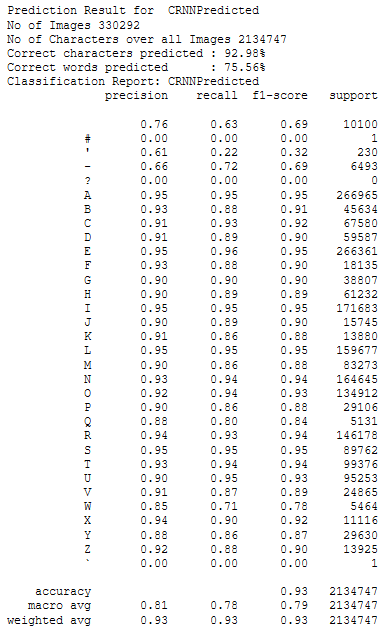 Prediction Result for  CRNNPredicted
No of Images 330292
No of Characters over all Images 2134747
Correct characters predicted : 92.98%
Correct words predicted      : 75.56%
Classification Report: CRNNPredicted
precision recall f1-score support
0.76 0.63 0.69 10100
# 0.00 0.00 0.00 1
' 0.61 0.22 0.32 230
- 0.66 0.72 0.69 6493
? 0.00 0.00 0.00 0
A 0.95 0.95 0.95 266965
B 0.93 0.88 0.91 45634
C 0.91 0.93 0.92 67580
D 0.91 0.89 0.90 59587
E 0.95 0.96 0.95 266361
F 0.93 0.88 0.90 18135
G 0.90 0.90 0.90 38807
H 0.90 0.89 0.89 61232
I 0.95 0.95 0.95 171683
J 0.90 0.89 0.90 15745
K 0.91 0.86 0.88 13880
L 0.95 0.95 0.95 159677
M 0.90 0.86 0.88 83273
N 0.93 0.94 0.94 164645
O 0.92 0.94 0.93 134912
P 0.90 0.86 0.88 29106
Q 0.88 0.80 0.84 5131
R 0.94 0.93 0.94 146178
S 0.95 0.95 0.95 89762
T 0.93 0.94 0.94 99376
U 0.90 0.95 0.93 95253
V 0.91 0.87 0.89 24865
W 0.85 0.71 0.78 5464
X 0.94 0.90 0.92 11116
Y 0.88 0.86 0.87 29630
Z 0.92 0.88 0.90 13925
` 0.00 0.00 0.00 1
accuracy 0.93 2134747
macro avg 0.81 0.78 0.79 2134747
weighted avg 0.93 0.93 0.93 2134747